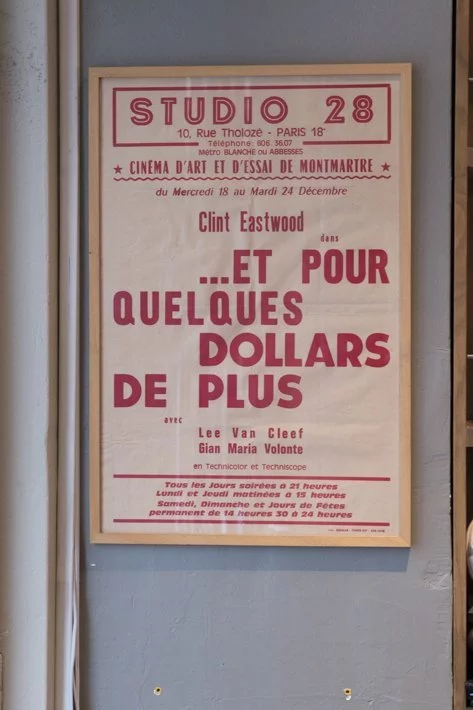 STUDIO 28
10, Rue Tholozé - PARIS 18e
Téléphone: 606.36.07
Métro BLANCHE ou ABBESSES
★ CINÉMA D'ART ET D'ESSAI DE MONTMARTRE ★
du Mercredi 18 au Mardi 24 Décembre
Clint Eastwood
dans
...ET POUR
QUELQUES
DOLLARS
DE PLUS
avec
Lee Van Cleef
Gian Maria Volonte
en Technicolor et Techniscope
Tous les Jours soirées à 21 heures
Lundi et Jeudi matinées à 15 heures
Samedi, Dimanche et Jours de Fêtes
permanent de 14 heures 30 à 24 heures